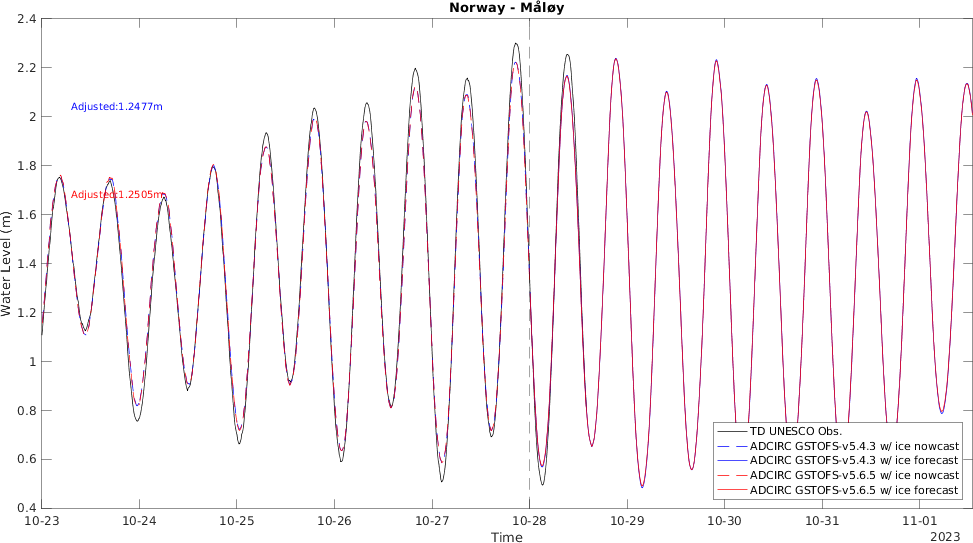 Norway - Måløy
2.4
2.2
2
1.8
1.6
1.4
1.2
1
0.8
0.6
0.4
Water Level (m)
Adjusted:1.2477m
Adjusted:1.2505m
TD UNESCO Obs.
ADCIRC GSTOFS-v5.4.3 w/ ice nowcast
ADCIRC GSTOFS-v5.4.3 w/ ice forecast
ADCIRC GSTOFS-v5.6.5 w/ ice nowcast
ADCIRC GSTOFS-v5.6.5 w/ ice forecast
10-23 10-24 10-25 10-26 10-27 10-28 10-29 10-30 10-31 11-01
Time
2023